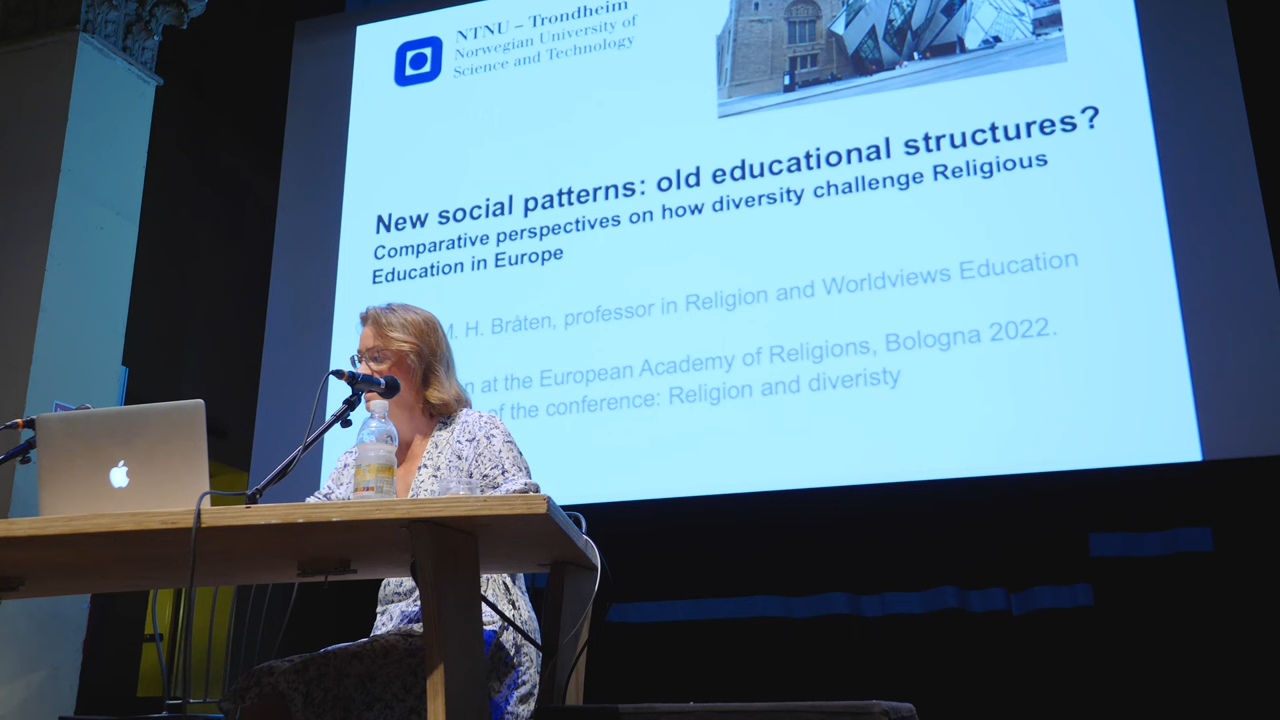 NTNU – Trondheim
Norwegian University of
Science and Technology
New social patterns: old educational structures?
Comparative perspectives on how diversity challenge Religious
Education in Europe
M. H. Bråten, professor in Religion and Worldviews Education
at the European Academy of Religions, Bologna 2022.
of the conference: Religion and diveristy